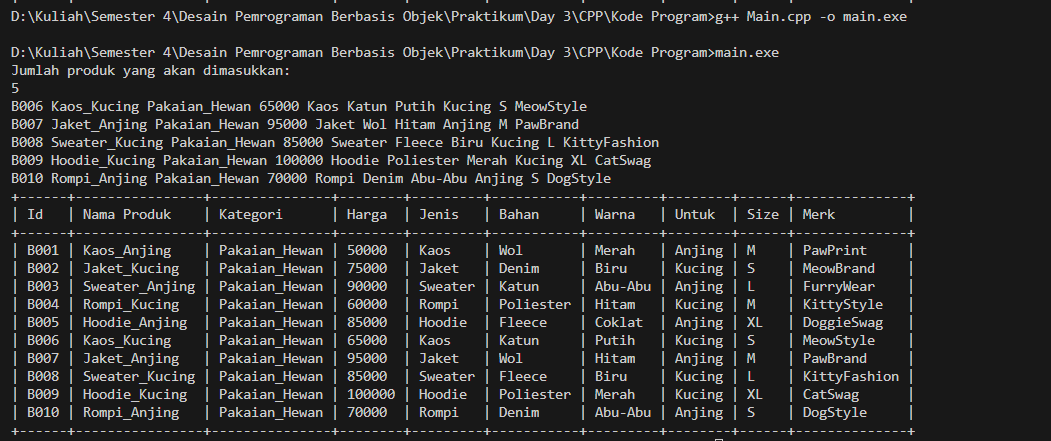 D:\Kuliah\Semester 4\Desain Pemrograman Berbasis Objek\Praktikum\Day 3\CPP\Kode Program>g++ Main.cpp -o main.exe
D:\Kuliah\Semester 4\Desain Pemrograman Berbasis Objek\Praktikum\Day 3\CPP\Kode Program>main.exe
Jumlah produk yang akan dimasukkan:
5
B006 Kaos_Kucing Pakaian_Hewan 65000 Kaos Katun Putih Kucing S MeowStyle
B007 Jaket_Anjing Pakaian_Hewan 95000 Jaket Wol Hitam Anjing M PawBrand
B008 Sweater_Kucing Pakaian_Hewan 85000 Sweater Fleece Biru Kucing L KittyFashion
B009 Hoodie_Kucing Pakaian_Hewan 100000 Hoodie Poliester Merah Kucing XL CatSwag
B010 Rompi_Anjing Pakaian_Hewan 70000 Rompi Denim Abu-Abu Anjing S DogStyle
+------+----------------+---------------+--------+---------+-----------+---------+--------+------+--------------+
| Id   | Nama Produk    | Kategori      | Harga  | Jenis   | Bahan     | Warna   | Untuk  | Size | Merk         |
+------+----------------+---------------+--------+---------+-----------+---------+--------+------+--------------+
| B001 | Kaos_Anjing    | Pakaian_Hewan | 50000  | Kaos    | Wol       | Merah   | Anjing | M    | PawPrint     |
| B002 | Jaket_Kucing   | Pakaian_Hewan | 75000  | Jaket   | Denim     | Biru    | Kucing | S    | MeowBrand    |
| B003 | Sweater_Anjing | Pakaian_Hewan | 90000  | Sweater | Katun     | Abu-Abu | Anjing | L    | FurryWear    |
| B004 | Rompi_Kucing   | Pakaian_Hewan | 60000  | Rompi   | Poliester | Hitam   | Kucing | M    | KittyStyle   |
| B005 | Hoodie_Anjing  | Pakaian_Hewan | 85000  | Hoodie  | Fleece    | Coklat  | Anjing | XL   | DoggieSwag   |
| B006 | Kaos_Kucing    | Pakaian_Hewan | 65000  | Kaos    | Katun     | Putih   | Kucing | S    | MeowStyle    |
| B007 | Jaket_Anjing   | Pakaian_Hewan | 95000  | Jaket   | Wol       | Hitam   | Anjing | M    | PawBrand     |
| B008 | Sweater_Kucing | Pakaian_Hewan | 85000  | Sweater | Fleece    | Biru    | Kucing | L    | KittyFashion |
| B009 | Hoodie_Kucing  | Pakaian_Hewan | 100000 | Hoodie  | Poliester | Merah   | Kucing | XL   | CatSwag      |
| B010 | Rompi_Anjing   | Pakaian_Hewan | 70000  | Rompi   | Denim     | Abu-Abu | Anjing | S    | DogStyle     |
+------+----------------+---------------+--------+---------+-----------+---------+--------+------+--------------+